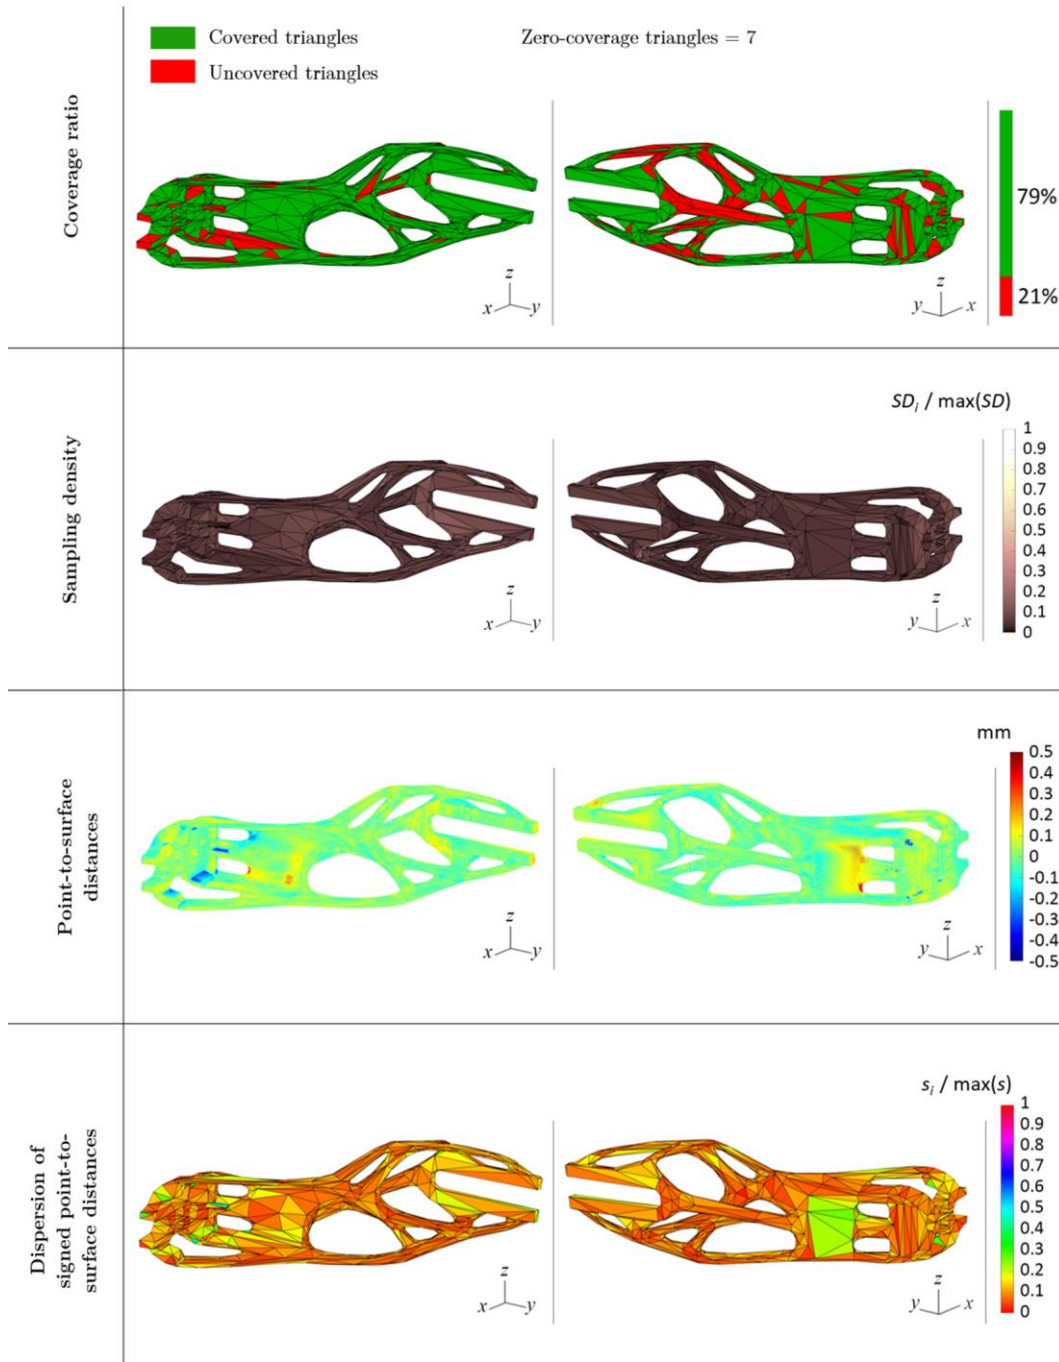 Covered triangles
Zero-coverage triangles = 7
Uncovered triangles
Coverage ratio
79%
21%
z
x
y
z
y
x
Sampling density
SDi / max(SD)
1
0.9
0.8
0.7
0.6
0.5
0.4
0.3
0.2
0.1
0
z
x
y
z
y
x
Point-to-surface
distances
mm
0.5
0.4
0.3
0.2
0.1
0
-0.1
-0.2
-0.3
-0.4
-0.5
z
x
y
z
y
x
Dispersion of
signed point-to-
surface distances
si / max(s)
1
0.9
0.8
0.7
0.6
0.5
0.4
0.3
0.2
0.1
0
z
x
y
z
y
x